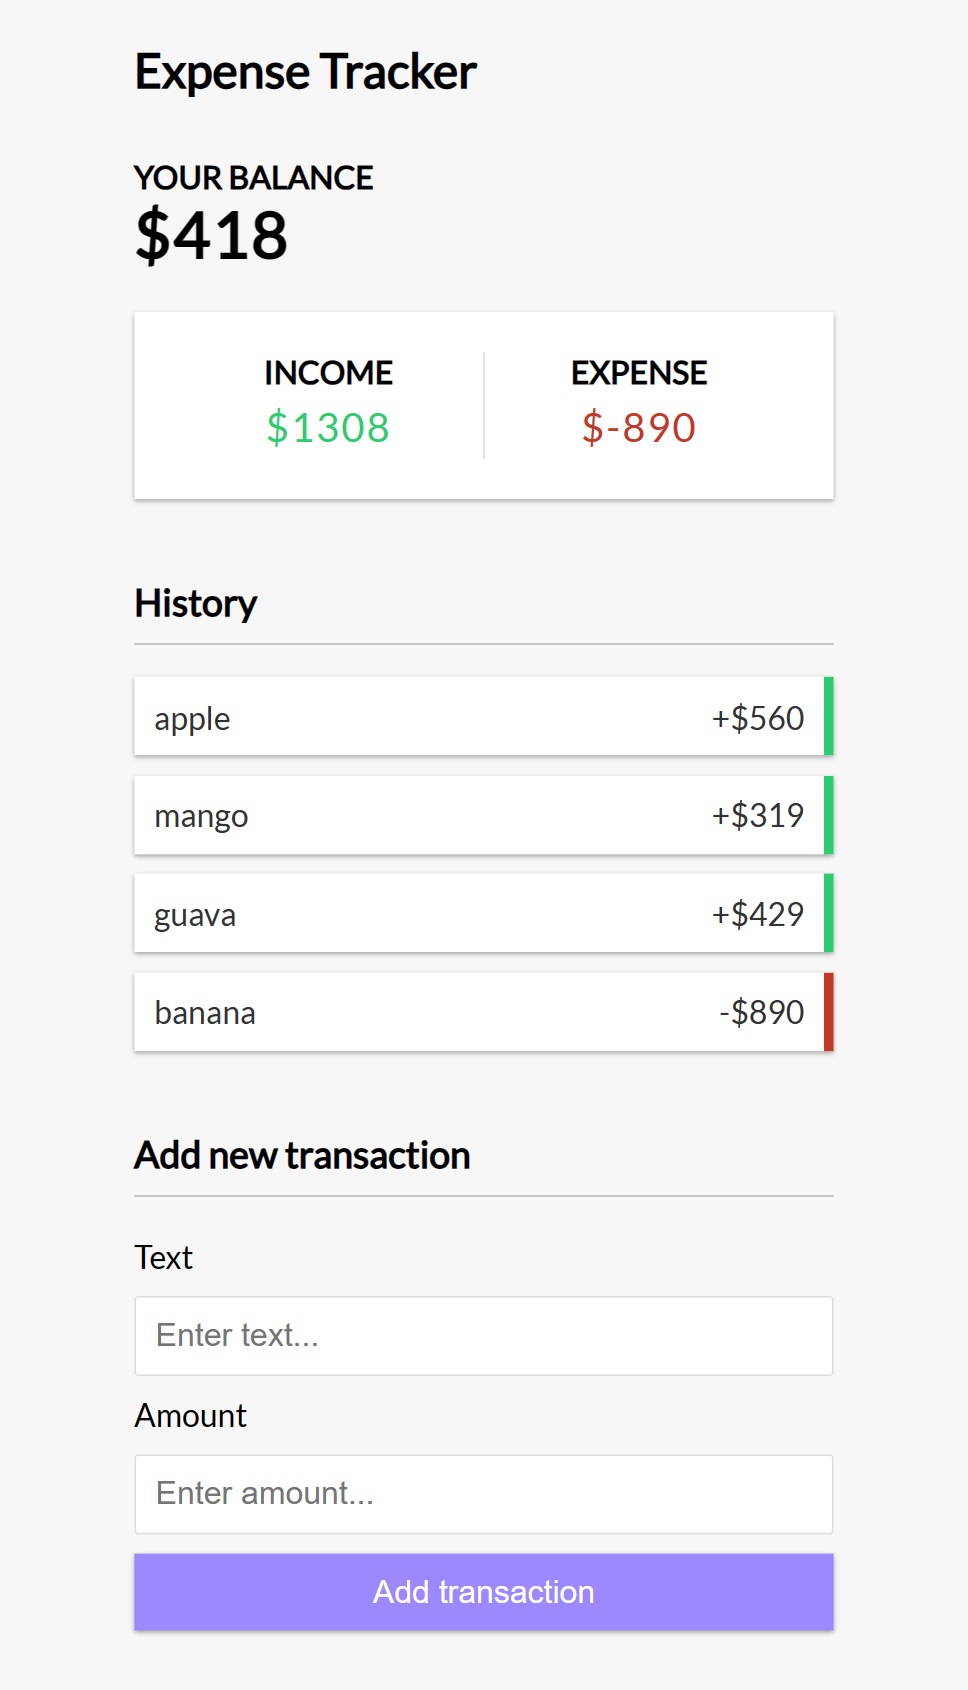 Expense Tracker
YOUR BALANCE
$418
INCOME EXPENSE
$1308 $-890
History
apple +$560
mango +$319
guava +$429
banana -$890
Add new transaction
Text
Enter text...
Amount
Enter amount...
Add transaction